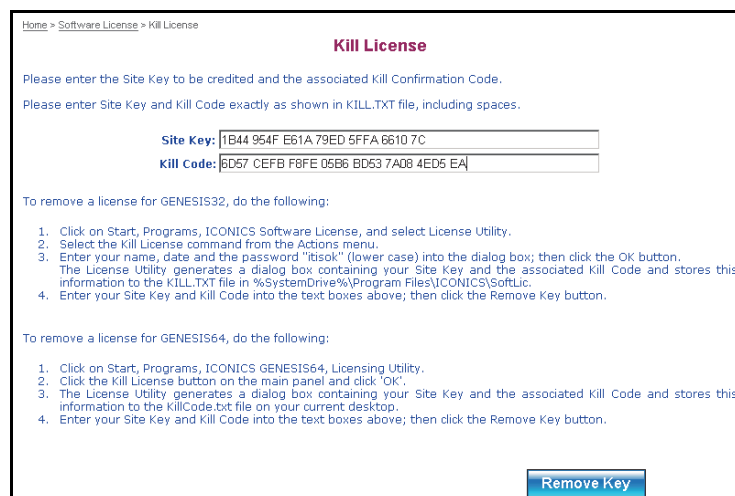 Home > Software License > Kill License
Kill License
Please enter the Site Key to be credited and the associated Kill Confirmation Code.
Please enter Site Key and Kill Code exactly as shown in KILL.TXT file, including spaces.
Site Key: 1B44 954F E61A 79ED 5FFA 6610 7C
Kill Code: 6D57 CEFB F8FE 05B6 BD53 7A08 4ED5 EA
To remove a license for GENESIS32, do the following:
1. Click on Start, Programs, ICONICS Software License, and select License Utility.
2. Select the Kill License command from the Actions menu.
3. Enter your name, date and the password "itisok" (lower case) into the dialog box; then click the OK button.
The License Utility generates a dialog box containing your Site Key and the associated Kill Code and stores this
information to the KILL.TXT file in %SystemDrive%\Program Files\ICONICS\SoftLic.
4. Enter your Site Key and Kill Code into the text boxes above; then click the Remove Key button.
To remove a license for GENESIS64, do the following:
1. Click on Start, Programs, ICONICS GENESIS64, Licensing Utility.
2. Click the Kill License button on the main panel and click 'OK'.
3. The License Utility generates a dialog box containing your Site Key and the associated Kill Code and stores this
information to the KillCode.txt file on your current desktop.
4. Enter your Site Key and Kill Code into the text boxes above; then click the Remove Key button.
Remove Key